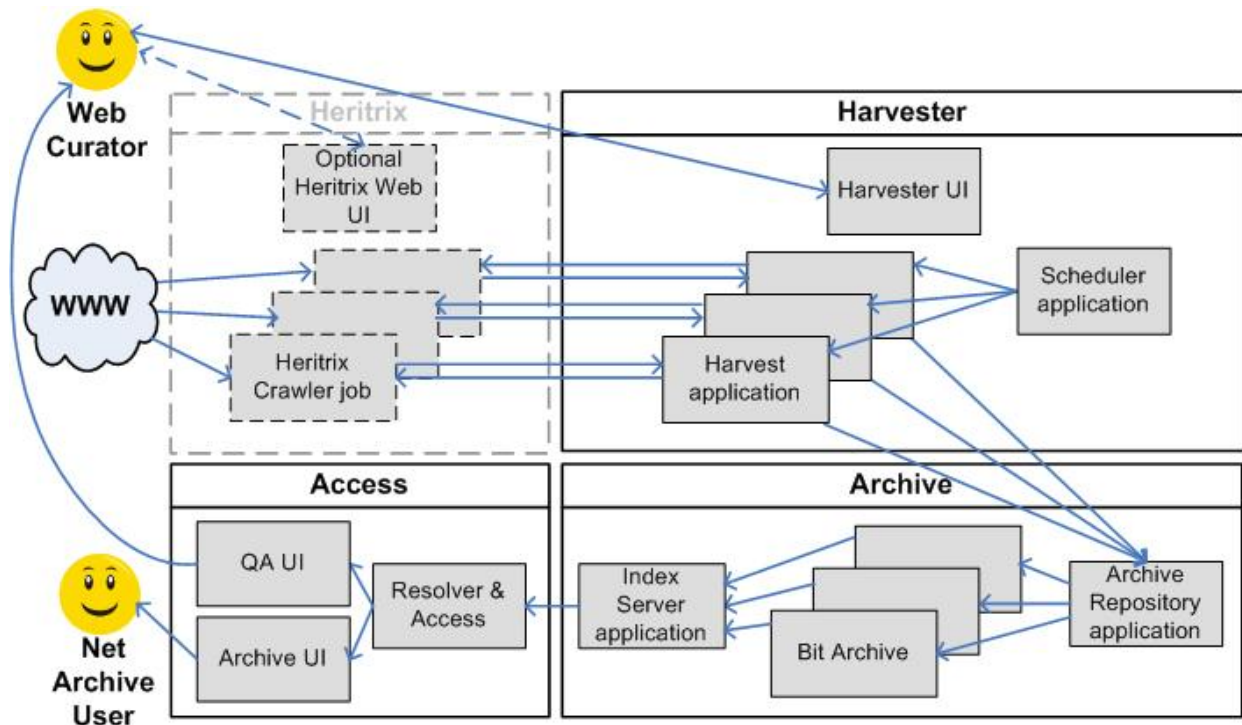 Web
Curator
Heritrix
Optional
Heritrix Web
UI
Harvester
Harvester UI
WWW
Scheduler
application
Heritrix
Crawler job
Harvest
application
Access
Archive
QA UI
Resolver &
Access
Archive UI
Index
Server
application
Bit Archive
Archive
Repository
application
Net
Archive
User